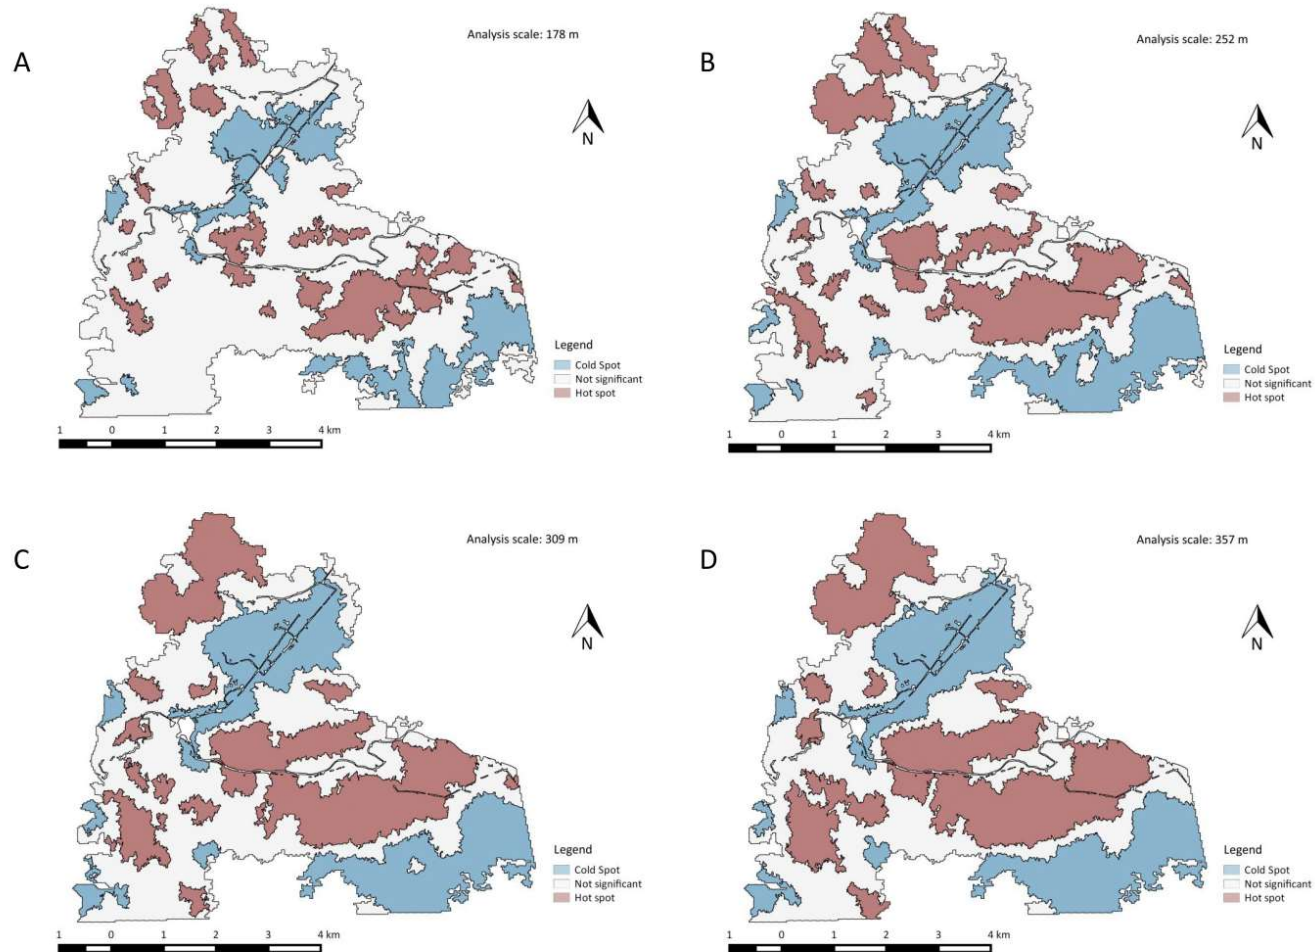 A
Analysis scale: 178 m
N
Legend
Cold Spot
Not significant
Hot spot
1 0 1 2 3 4 km
B
Analysis scale: 252 m
N
Legend
Cold Spot
Not significant
Hot spot
1 0 1 2 3 4 km
C
Analysis scale: 309 m
N
Legend
Cold Spot
Not significant
Hot spot
1 0 1 2 3 4 km
D
Analysis scale: 357 m
N
Legend
Cold Spot
Not significant
Hot spot
1 0 1 2 3 4 km